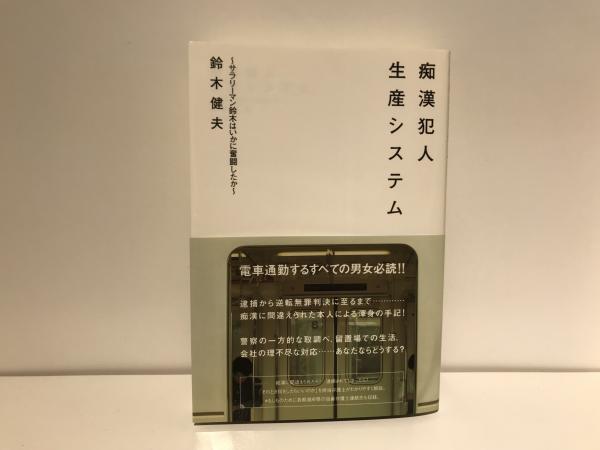 痴漢犯人
生産システム
~サラリーマン鈴木はいかに奮闘したか~
鈴木健夫
電車通勤するすべての男女必読!!
逮捕から逆転無罪判決に至るまで…………
痴漢に間違えられた本人による渾身の手記!
警察の一方的な取調べ、留置場での生活、
会社の理不尽な対応……あなたならどうする?